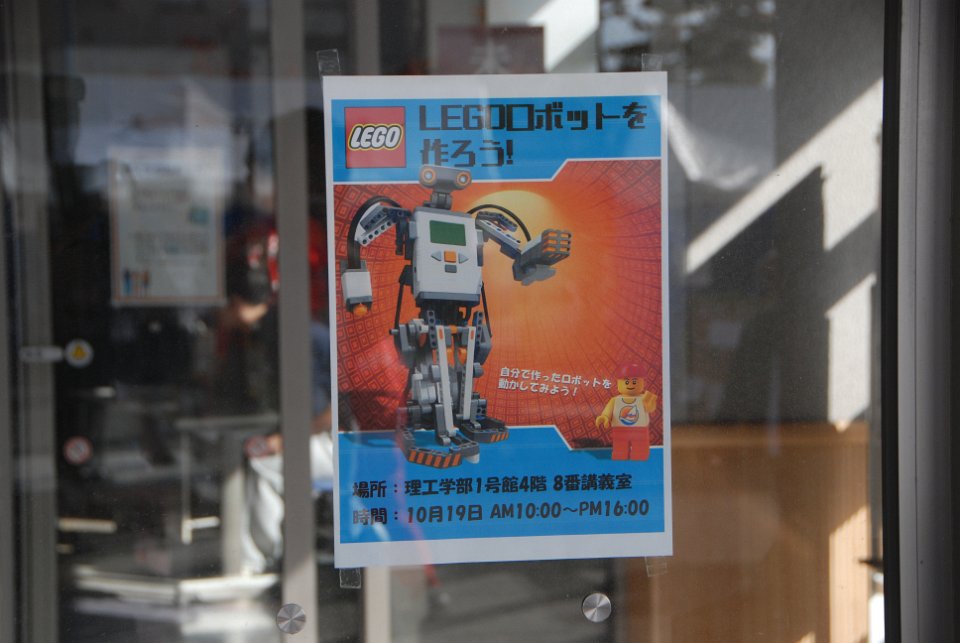 LEGO
LEGOロボットを
作ろう!
自分で作ったロボットを
動かしてみよう!
場所：理工学部1号館4階 8番講義室
時間：10月19日 AM10:00～PM16:00